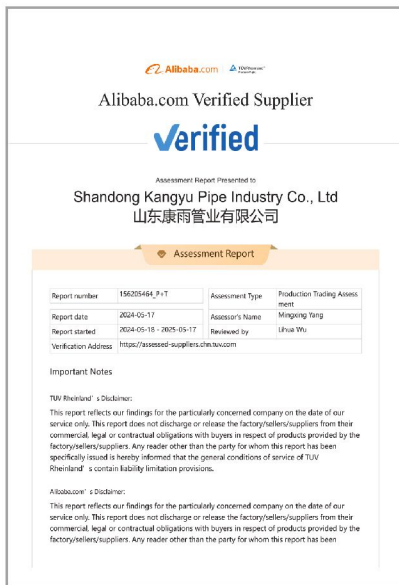 Alibaba.com TÜVRheinland
Alibaba.com Verified Supplier
Verified
Assessment Report Presented to
Shandong Kangyu Pipe Industry Co., Ltd
山东康雨管业有限公司
Assessment Report
Report number 156205464_P+T Assessment Type Production Trading Assess
ment
Report date 2024-05-17 Assessor's Name Mingxing Yang
Report started 2024-05-18 - 2025-05-17 Reviewed by Lihua Wu
Verification Address https://assessed-suppliers.chn.tuv.com
Important Notes
TUV Rheinland' s Disclaimer:
This report reflects our findings for the particularly concerned company on the date of our
service only. This report does not discharge or release the factory/sellers/suppliers from their
commercial, legal or contractual obligations with buyers in respect of products provided by the
factory/sellers/suppliers. Any reader other than the party for whom this report has been
specifically issued is hereby informed that the general conditions of service of TUV
Rheinland' s contain liability limitation provisions.
Alibaba.com' s Disclaimer:
This report reflects our findings for the particularly concerned company on the date of our
service only. This report does not discharge or release the factory/sellers/suppliers from their
commercial, legal or contractual obligations with buyers in respect of products provided by the
factory/sellers/suppliers. Any reader other than the party for whom this report has been